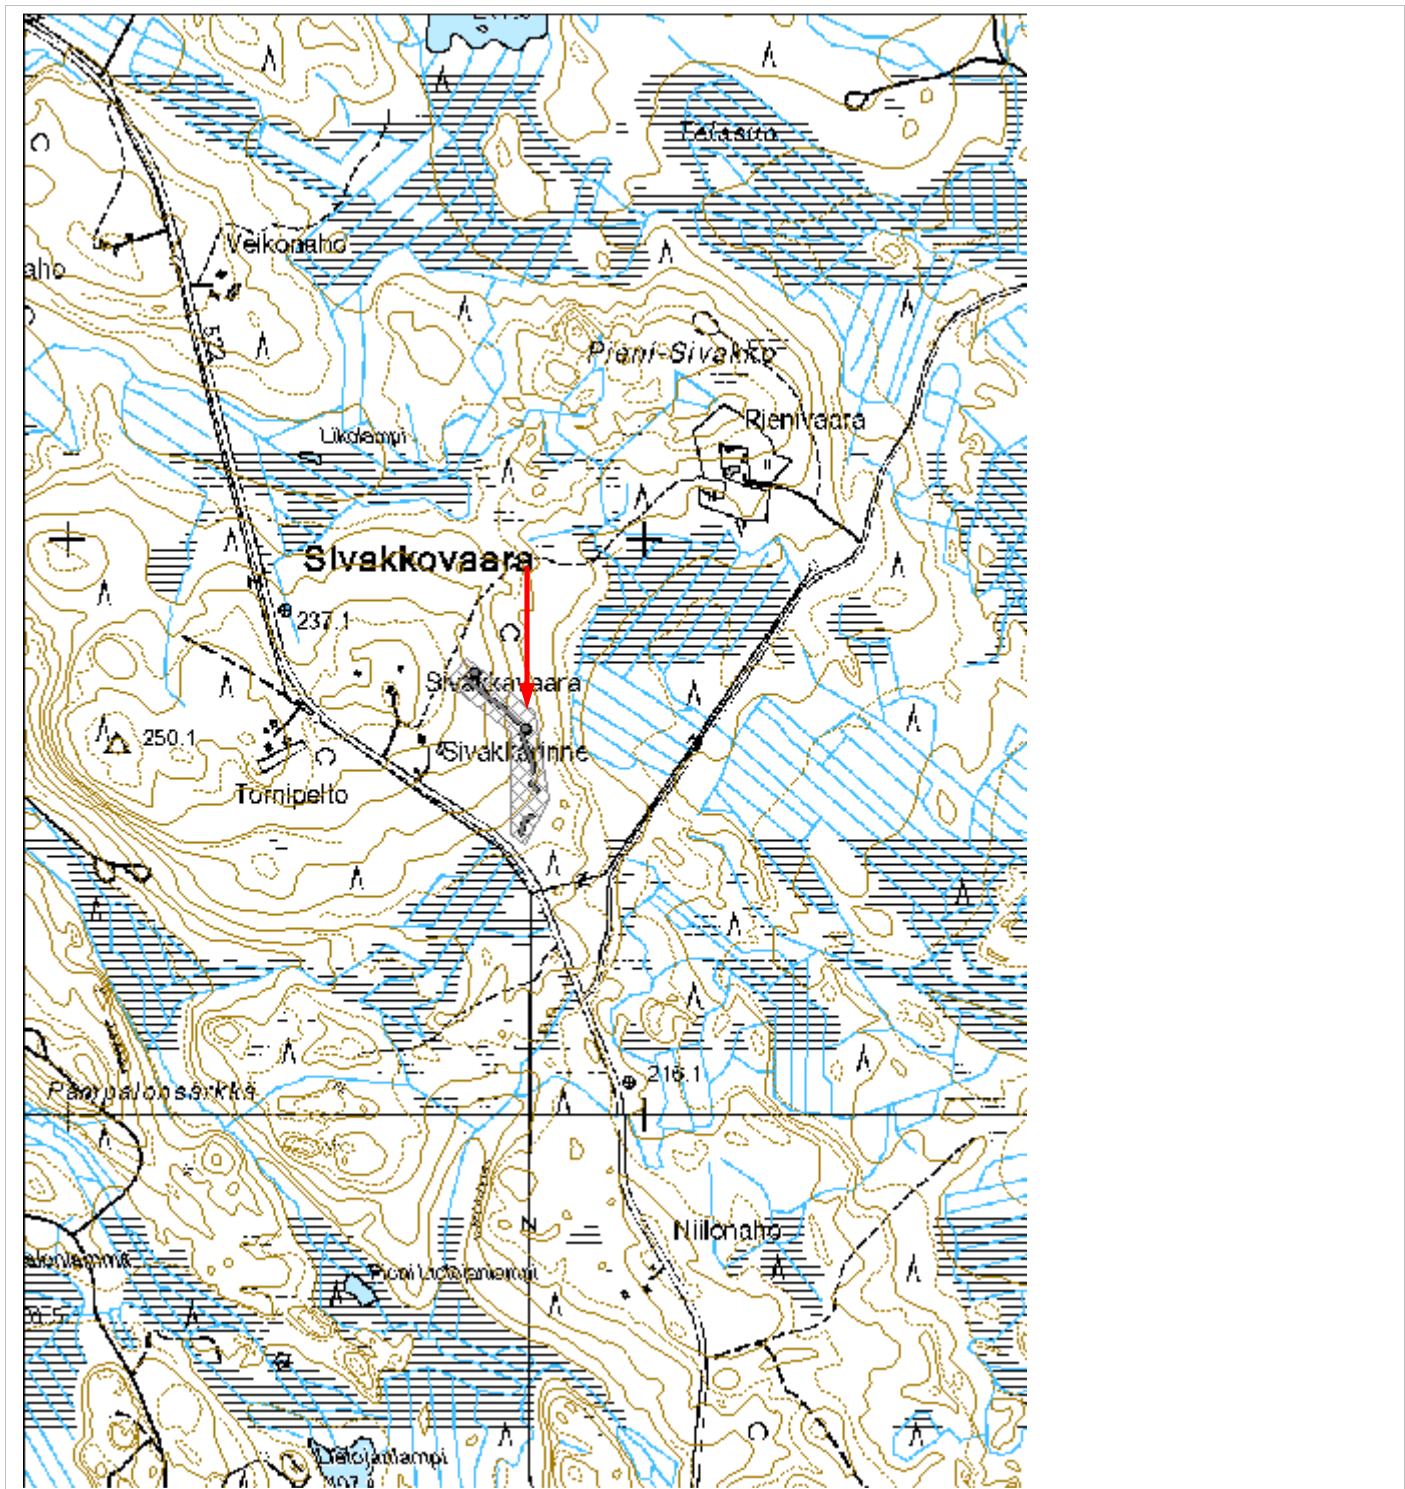 Telasuo
Veikonaho
aho
572
Pieni-Sivakko
Pienivaara
Likolampi
Sivakkovaara
237.1
Sivakkavaara
250.1
Sivakkarinne
Tornipelto
216.1
Pampalonsärkkä
Niilonaho